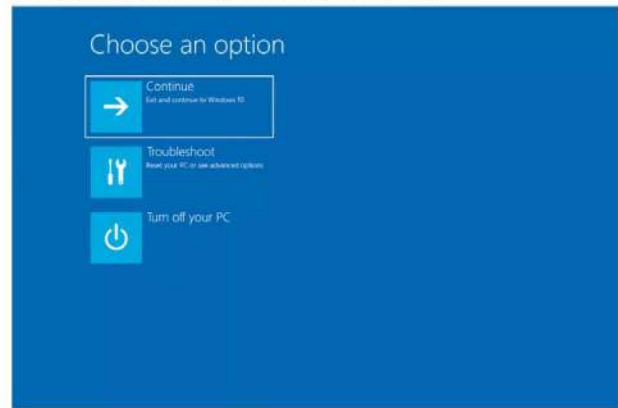 Choose an option
Continue
Exit and continue to Windows 10
Troubleshoot
Reset your PC or see advanced options
Turn off your PC